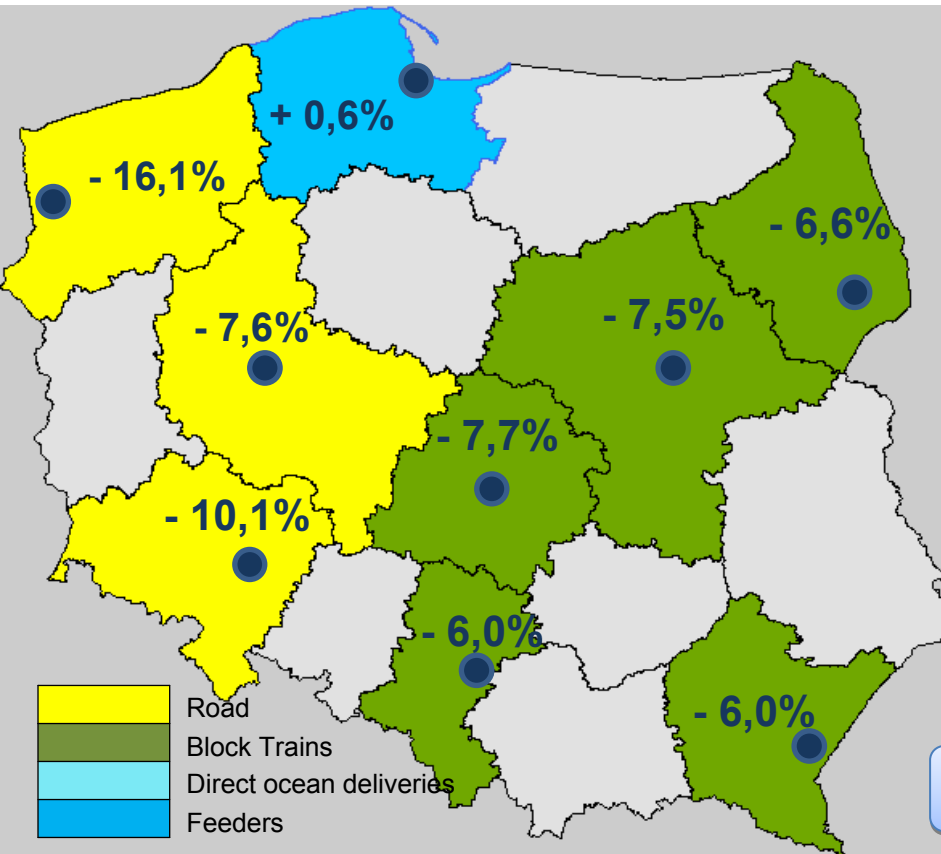 + 0,6%
- 16,1%
- 6,6%
- 7,6%
- 7,5%
- 7,7%
- 10,1%
- 6,0%
- 6,0%
Road
Block Trains
Direct ocean deliveries
Feeders